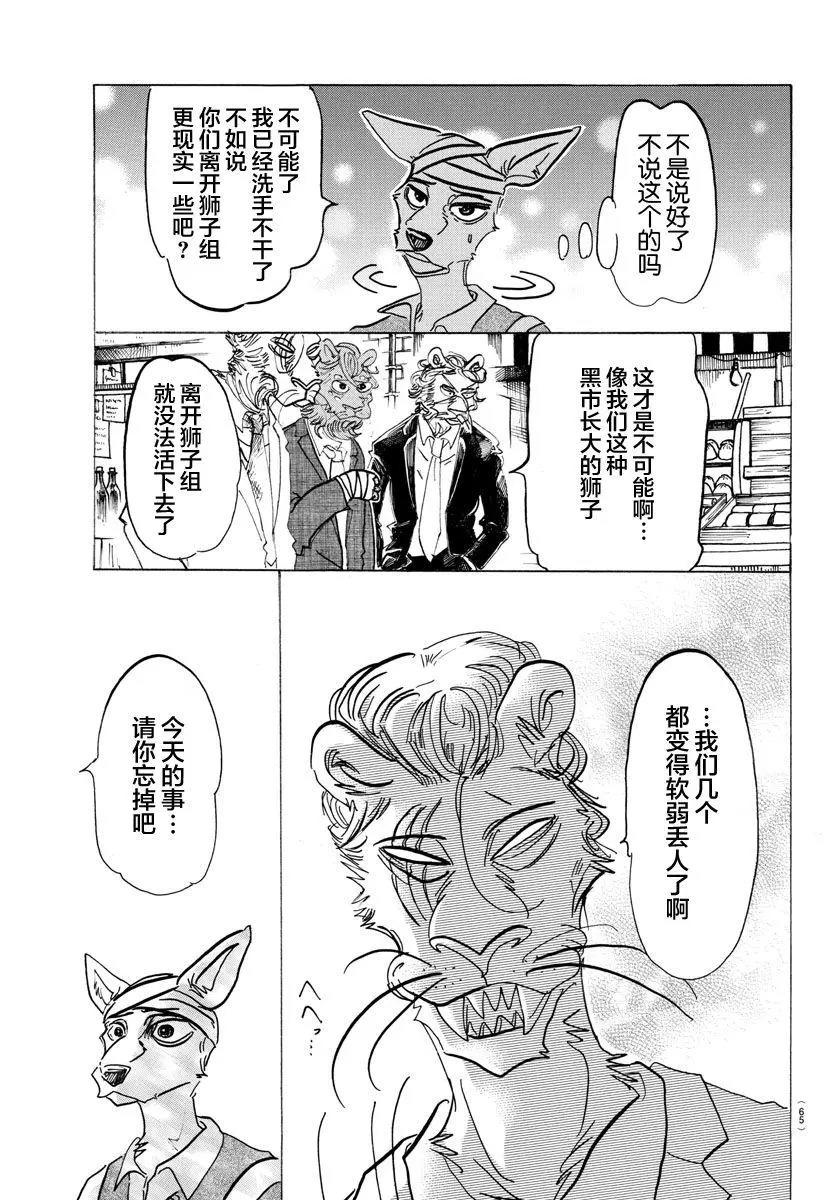 不是说好了
不说这个的吗
不可能了
我已经洗手不干了
不如说
你们离开狮子组
更现实一些吧？
这才是不可能啊…
像我们这种
黑市长大的狮子
离开狮子组
就没法活下去了
…我们几个
都变得软弱丢人了啊
へへっ…
今天的事…
请你忘掉吧
（65）